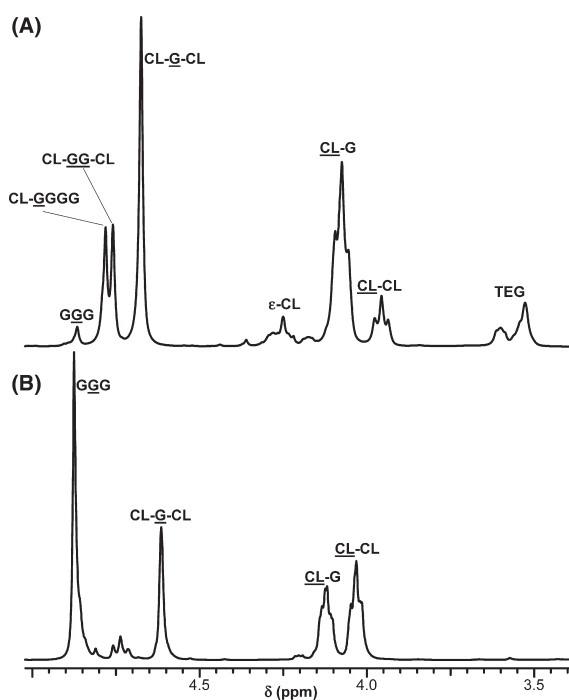 (A)
CL-G-CL
CL-G
CL-GG-CL
CL-GGGG
CL-CL
ε-CL
TEG
GGG
(B)
GGG
CL-G-CL
CL-CL
CL-G
4.5
4.0
3.5
δ (ppm)